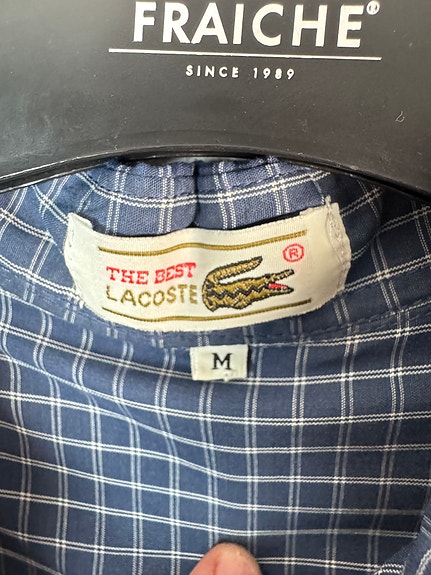 FRAICHE®
SINCE 1989
THE BEST
LACOSTE
®
M